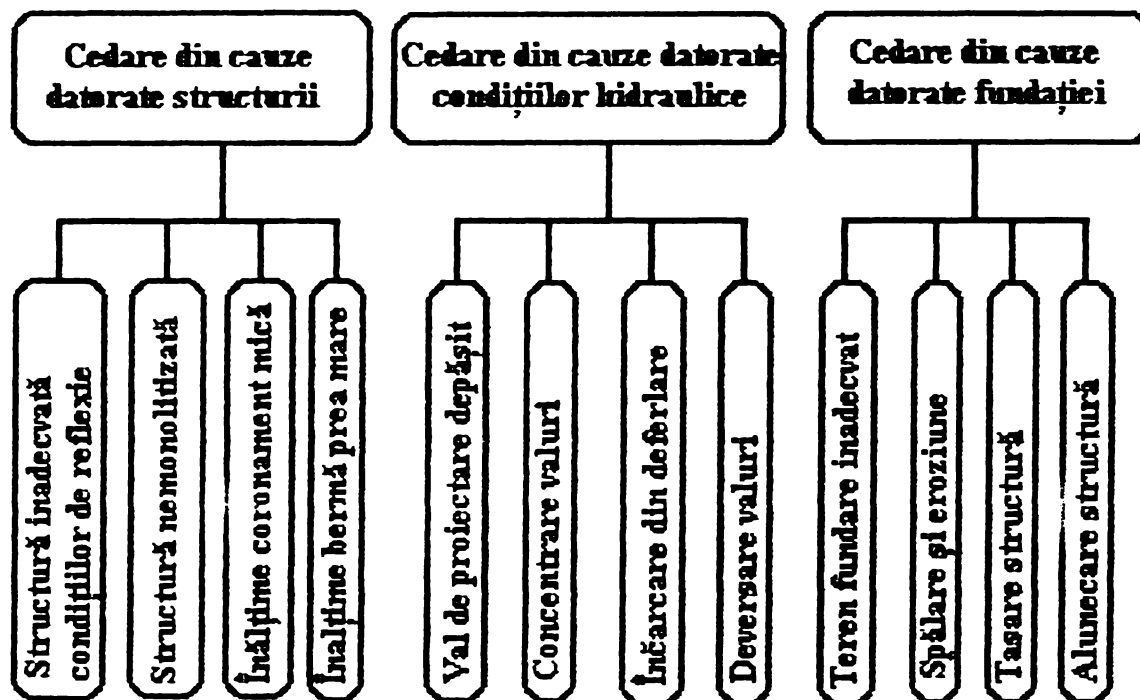 Cedare din cauze
datorate structurii
Cedare din cauze datorate
condițiilor hidraulice
Cedare din cauze
datorate fundației
Structură inadecvată
condițiilor de reflexie
Structură nemonolitizată
Înălțime coronament mică
Înalțime bermă prea mare
Val de proiectare depășit
Concentrare valuri
Încarcare din deferlare
Deversare valuri
Teren fundare inadecvat
Spălare și eroziune
Tasare structură
Alunecare structură